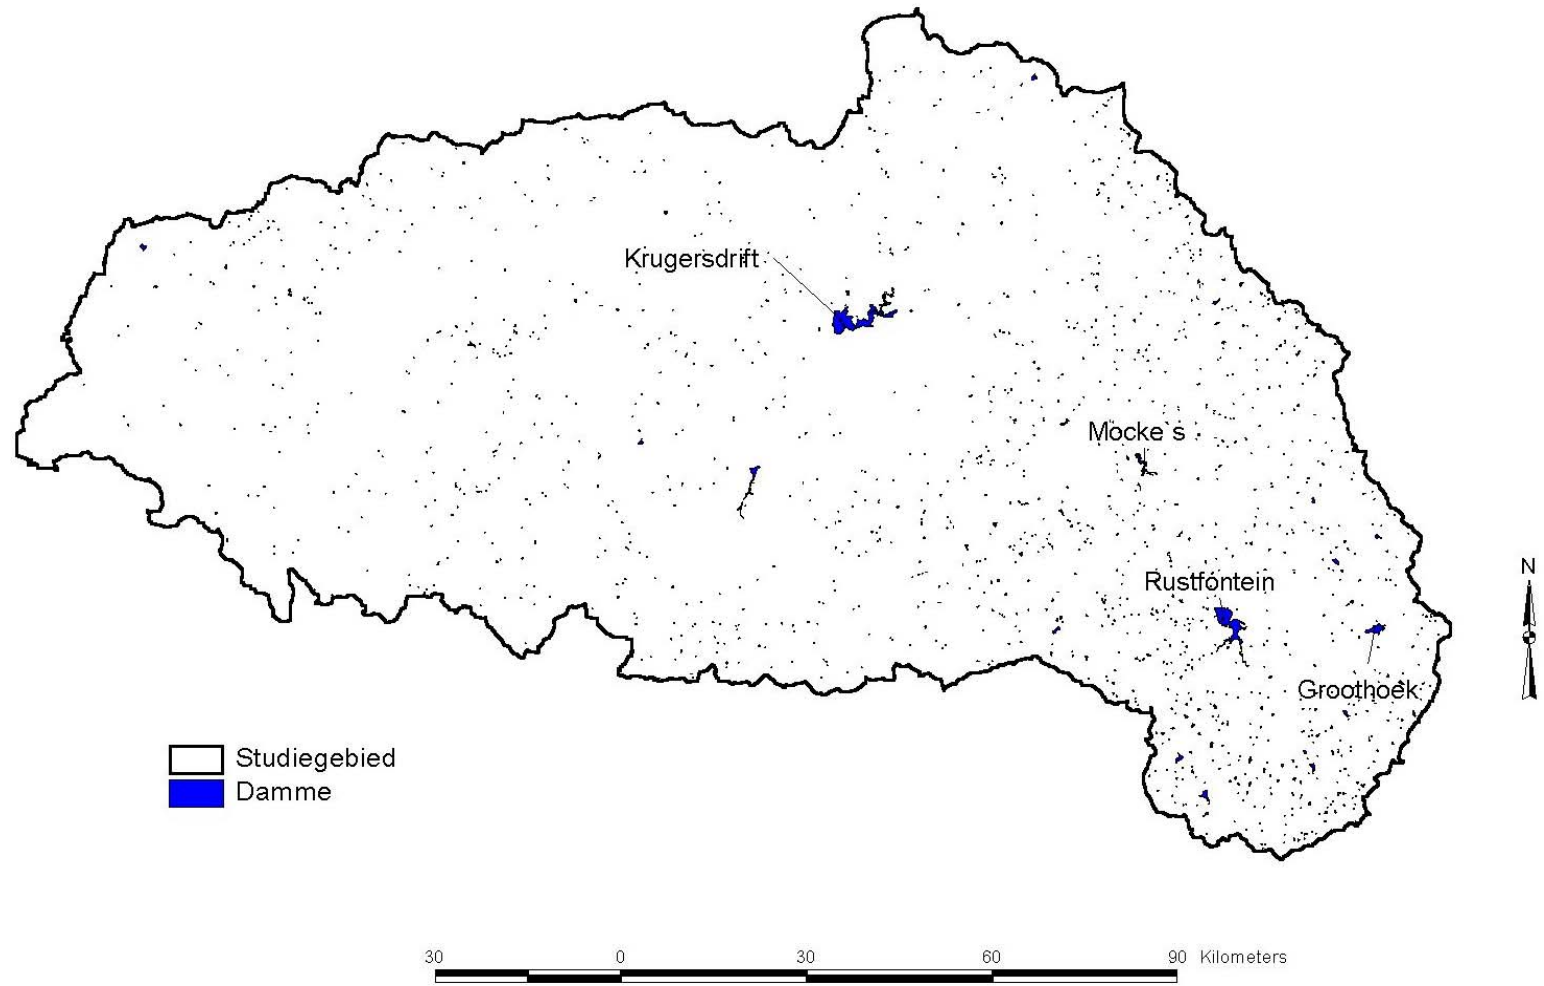 Krugersdrift
Mocke`s
Rustfontein
Groothoek
N
Studiegebied
Damme
30 0 30 60 90 Kilometers